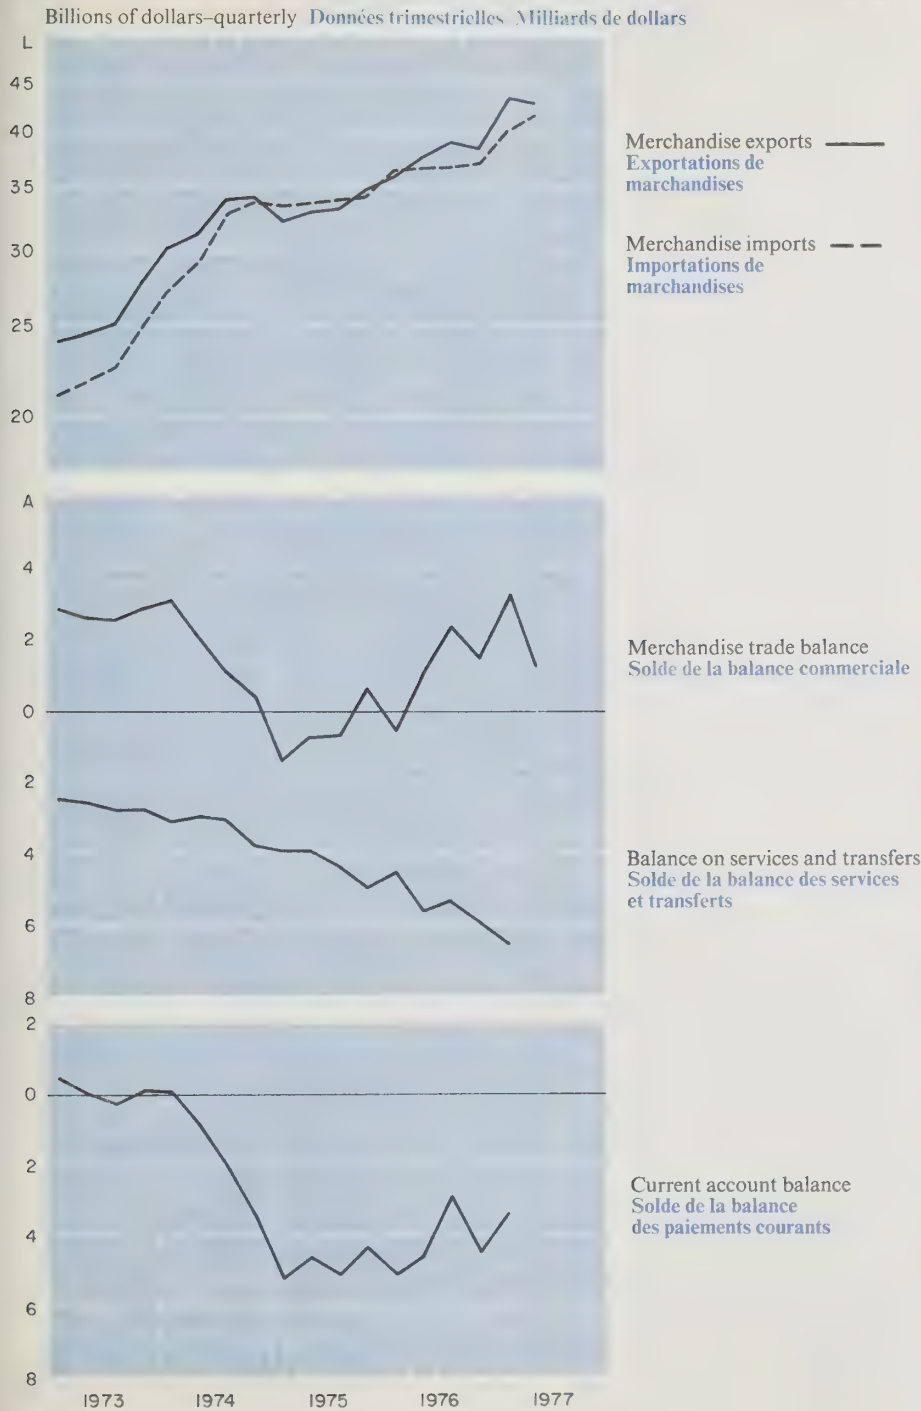 Billions of dollars–quarterly Données trimestrielles Milliards de dollars
L
45
40
35
30
25
20
Merchandise exports
Exportations de
marchandises
Merchandise imports
Importations de
marchandises
A
4
2
0
2
4
6
8
Merchandise trade balance
Solde de la balance commerciale
Balance on services and transfers
Solde de la balance des services
et transferts
2
0
2
4
6
8
Current account balance
Solde de la balance
des paiements courants
1973 1974 1975 1976 1977